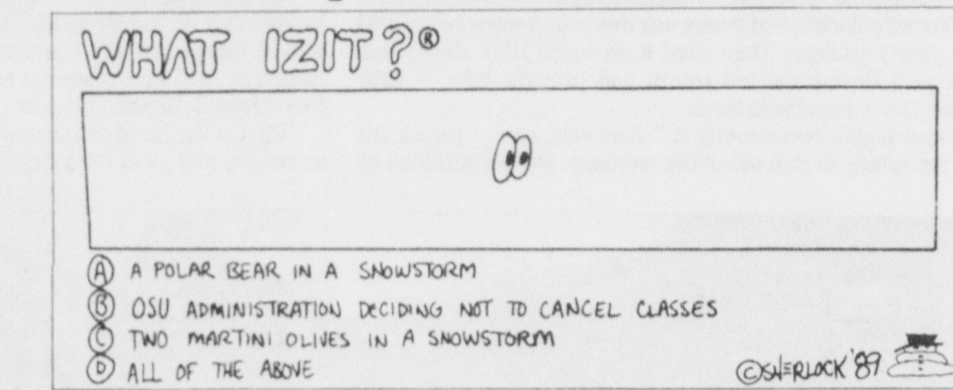 WHAT IZIT?®
Ⓐ A POLAR BEAR IN A SNOWSTORM
Ⓑ OSU ADMINISTRATION DECIDING NOT TO CANCEL CLASSES
Ⓒ TWO MARTINI OLIVES IN A SNOWSTORM
Ⓓ ALL OF THE ABOVE
©SHERLOCK '89